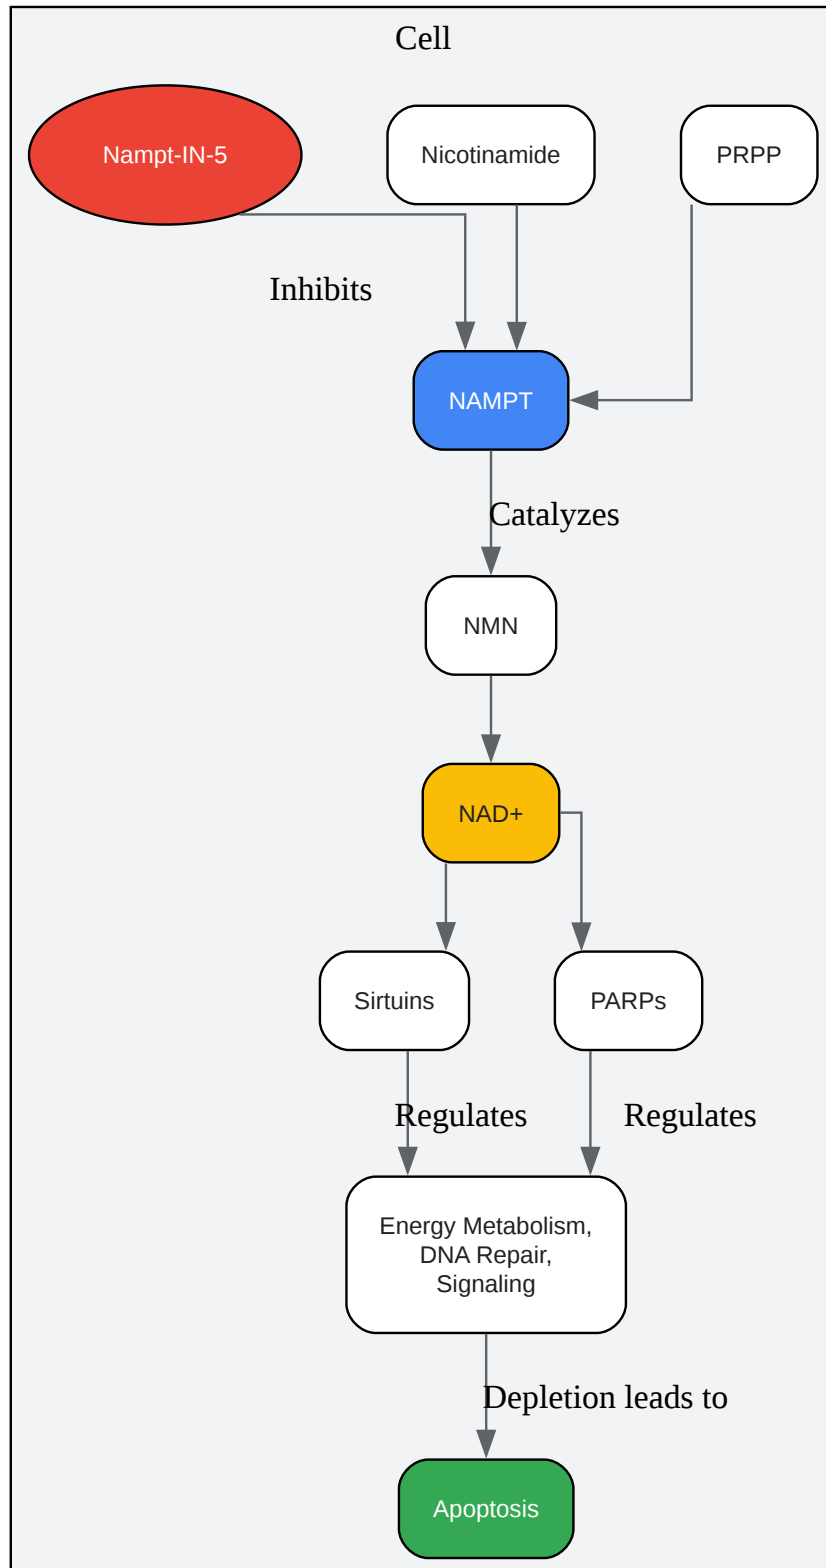 Cell
Nampt-IN-5
Nicotinamide
PRPP
Inhibits
NAMPT
Catalyzes
NMN
NAD+
Sirtuins
PARPs
Regulates
Regulates
Energy Metabolism,
DNA Repair,
Signaling
Depletion leads to
Apoptosis